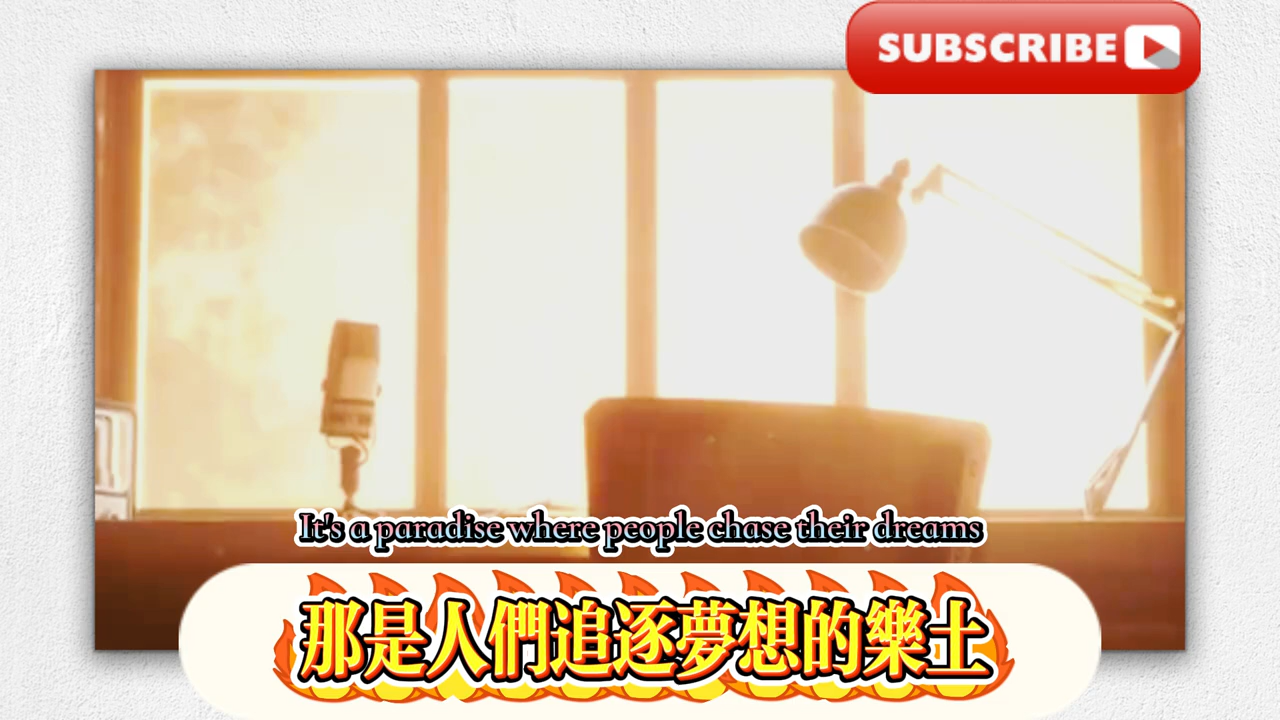 SUBSCRIBE
It's a paradise where people chase their dreams
那是人們追逐夢想的樂土